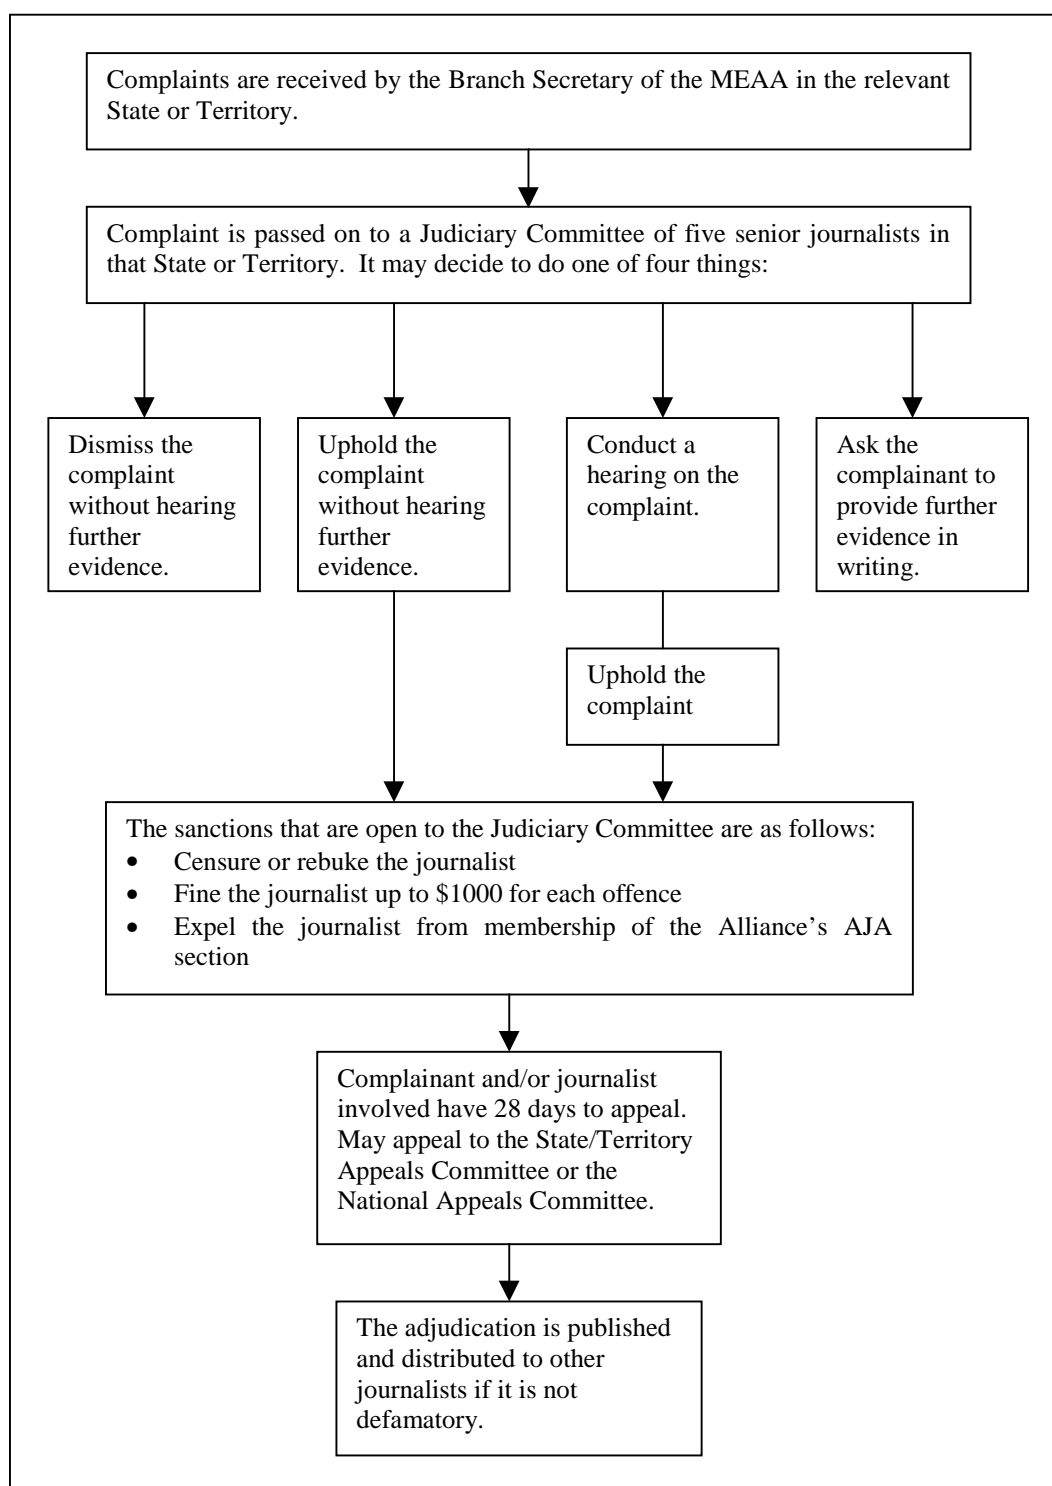 Complaints are received by the Branch Secretary of the MEAA in the relevant
State or Territory.
Complaint is passed on to a Judiciary Committee of five senior journalists in
that State or Territory.  It may decide to do one of four things:
Dismiss the
complaint
without hearing
further
evidence.
Uphold the
complaint
without hearing
further
evidence.
Conduct a
hearing on the
complaint.
Ask the
complainant to
provide further
evidence in
writing.
Uphold the
complaint
The sanctions that are open to the Judiciary Committee are as follows:
• Censure or rebuke the journalist
• Fine the journalist up to $1000 for each offence
• Expel the journalist from membership of the Alliance’s AJA
section
Complainant and/or journalist
involved have 28 days to appeal.
May appeal to the State/Territory
Appeals Committee or the
National Appeals Committee.
The adjudication is published
and distributed to other
journalists if it is not
defamatory.